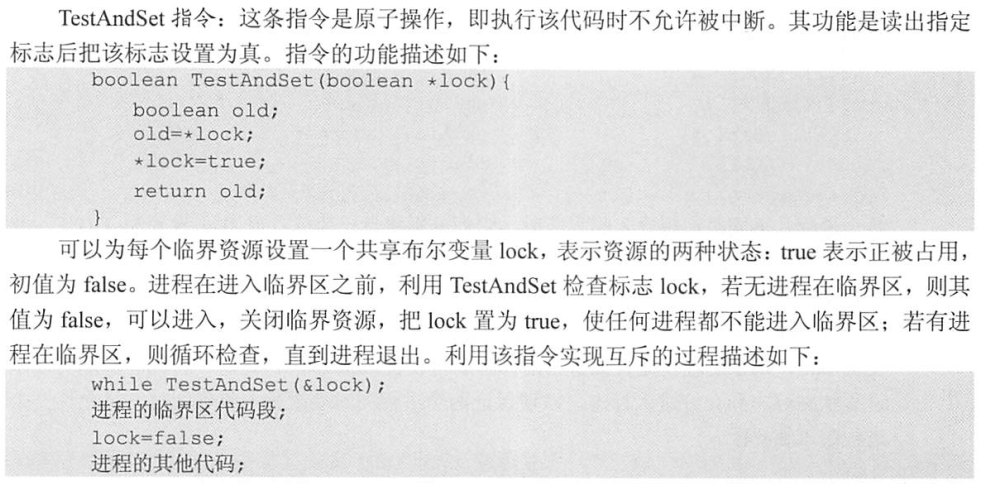 TestAndSet 指令：这条指令是原子操作，即执行该代码时不允许被中断。其功能是读出指定
标志后把该标志设置为真。指令的功能描述如下：
boolean TestAndSet(boolean *lock){
boolean old;
old=*lock;
*lock=true;
return old;
}
可以为每个临界资源设置一个共享布尔变量 lock，表示资源的两种状态：true 表示正被占用，
初值为 false。进程在进入临界区之前，利用 TestAndSet 检查标志 lock，若无进程在临界区，则其
值为 false，可以进入，关闭临界资源，把 lock 置为 true，使任何进程都不能进入临界区；若有进
程在临界区，则循环检查，直到进程退出。利用该指令实现互斥的过程描述如下：
while TestAndSet(&lock);
进程的临界区代码段;
lock=false;
进程的其他代码;